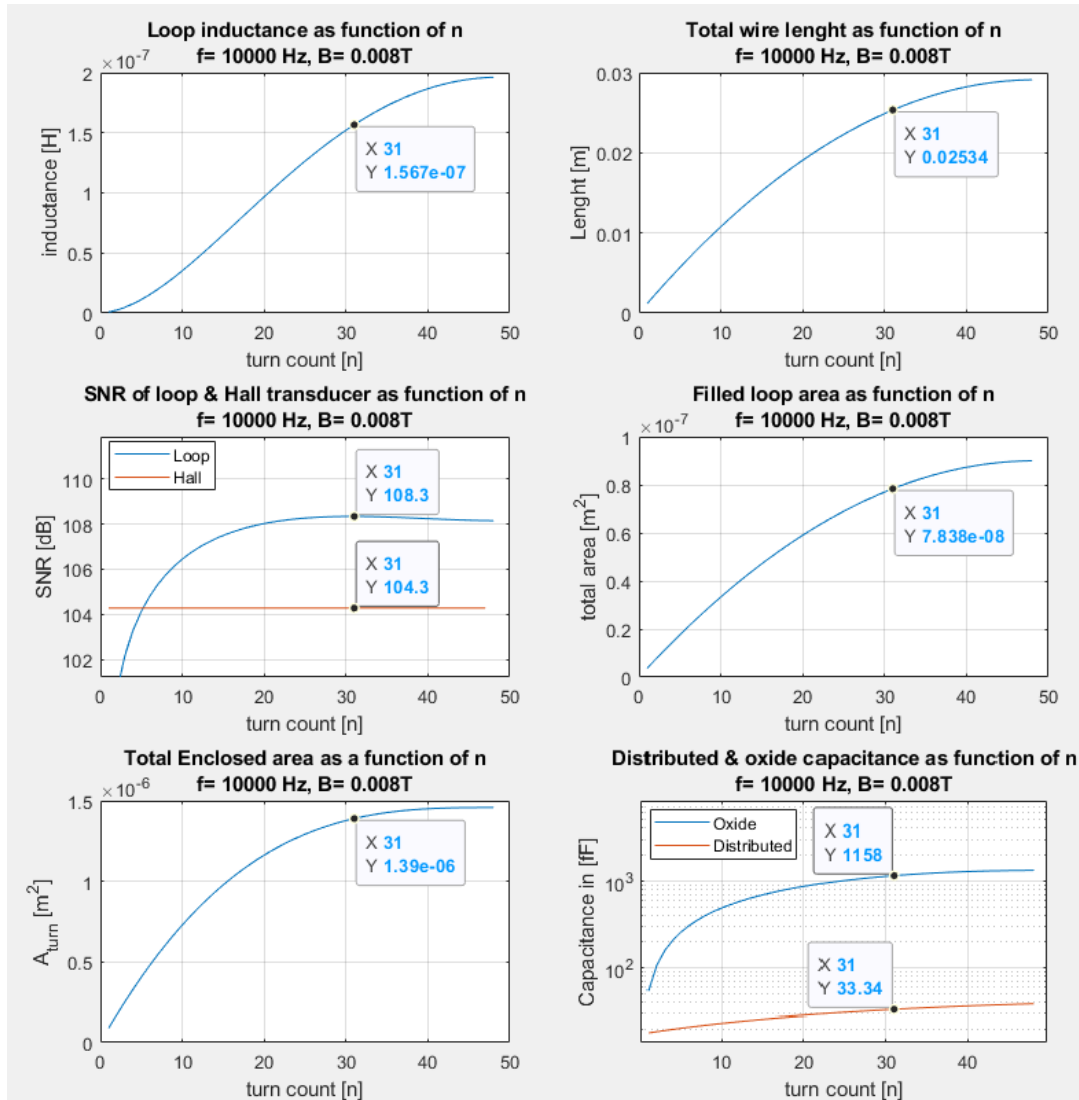 Loop inductance as function of n
f= 10000 Hz, B= 0.008T
×10⁻⁷
2
1.5
1
0.5
0
inductance [H]
X 31
Y 1.567e-07
0 10 20 30 40 50
turn count [n]
Total wire lenght as function of n
f= 10000 Hz, B= 0.008T
0.03
0.02
0.01
0
Lenght [m]
X 31
Y 0.02534
0 10 20 30 40 50
turn count [n]
SNR of loop & Hall transducer as function of n
f= 10000 Hz, B= 0.008T
Loop
Hall
110
108
106
104
102
SNR [dB]
X 31
Y 108.3
X 31
Y 104.3
0 10 20 30 40 50
turn count [n]
Filled loop area as function of n
f= 10000 Hz, B= 0.008T
×10⁻⁷
1
0.8
0.6
0.4
0.2
0
total area [m²]
X 31
Y 7.838e-08
0 10 20 30 40 50
turn count [n]
Total Enclosed area as a function of n
f= 10000 Hz, B= 0.008T
×10⁻⁶
1.5
1
0.5
0
A_turn [m²]
X 31
Y 1.39e-06
0 10 20 30 40 50
turn count [n]
Distributed & oxide capacitance as function of n
f= 10000 Hz, B= 0.008T
Oxide
Distributed
10³
10²
Capacitance in [fF]
X 31
Y 1158
X 31
Y 33.34
0 10 20 30 40 50
turn count [n]